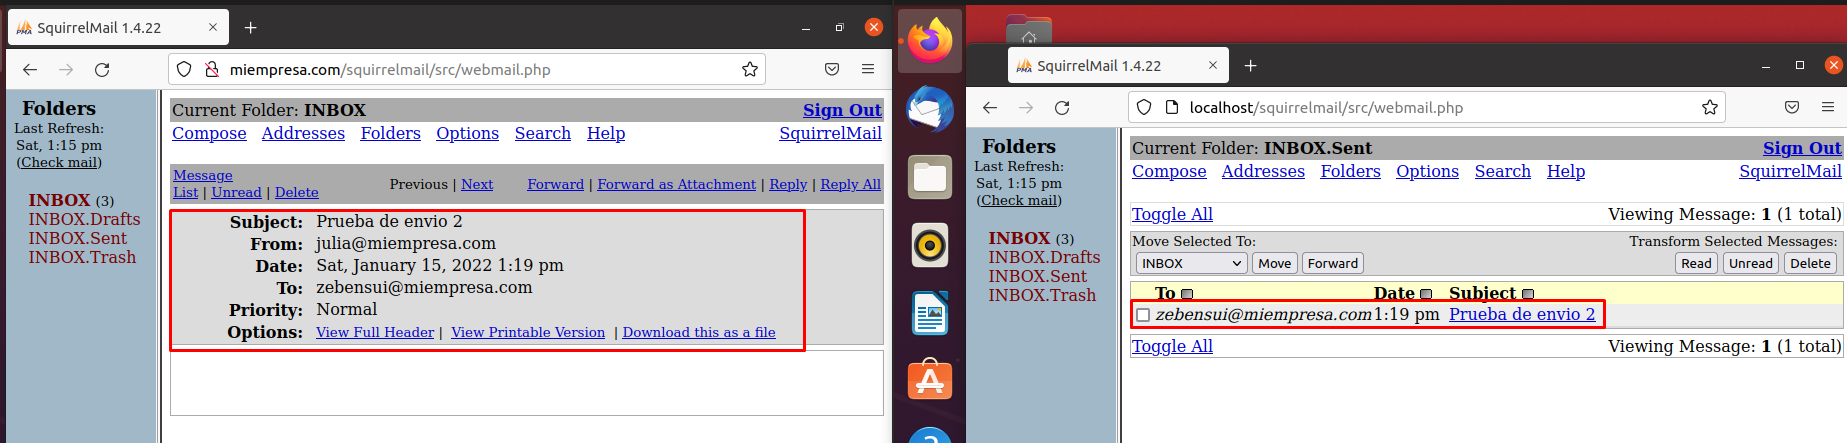 SquirrelMail 1.4.22
miempresa.com/squirrelmail/src/webmail.php
Folders
Last Refresh:
Sat, 1:15 pm
(Check mail)
INBOX (3)
INBOX.Drafts
INBOX.Sent
INBOX.Trash
Current Folder: INBOX Sign Out
Compose Addresses Folders Options Search Help SquirrelMail
Message
List | Unread | Delete Previous | Next Forward | Forward as Attachment | Reply | Reply All
Subject: Prueba de envio 2
From: julia@miempresa.com
Date: Sat, January 15, 2022 1:19 pm
To: zebensui@miempresa.com
Priority: Normal
Options: View Full Header | View Printable Version | Download this as a file
SquirrelMail 1.4.22
localhost/squirrelmail/src/webmail.php
Folders
Last Refresh:
Sat, 1:15 pm
(Check mail)
INBOX (3)
INBOX.Drafts
INBOX.Sent
INBOX.Trash
Current Folder: INBOX.Sent Sign Out
Compose Addresses Folders Options Search Help SquirrelMail
Toggle All Viewing Message: 1 (1 total)
Move Selected To: Transform Selected Messages:
INBOX Move Forward Read Unread Delete
To Date Subject
zebensui@miempresa.com 1:19 pm Prueba de envio 2
Toggle All Viewing Message: 1 (1 total)